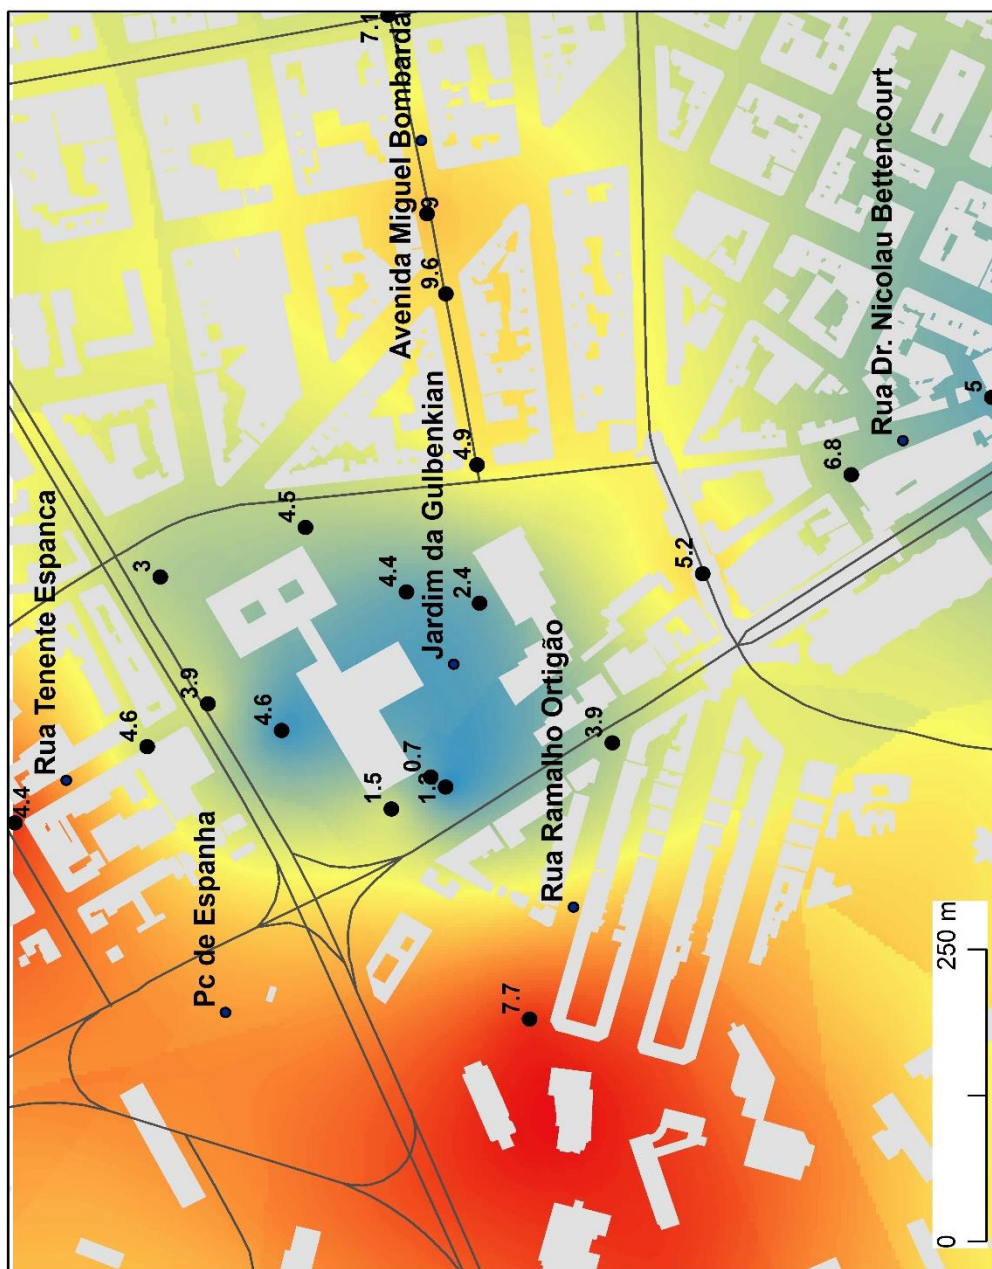 4.4
Rua Tenente Espanca
4.6
3
3.9
Pc de Espanha
4.6
4.5
7.1
1.5
4.4
Avenida Miguel Bombarda
0.7
Jardim da Gulbenkian
9.6
9
4.9
2.4
7.7
Rua Ramalho Ortigão
3.9
5.2
6.8
Rua Dr. Nicolau Bettencourt
0
250 m
5